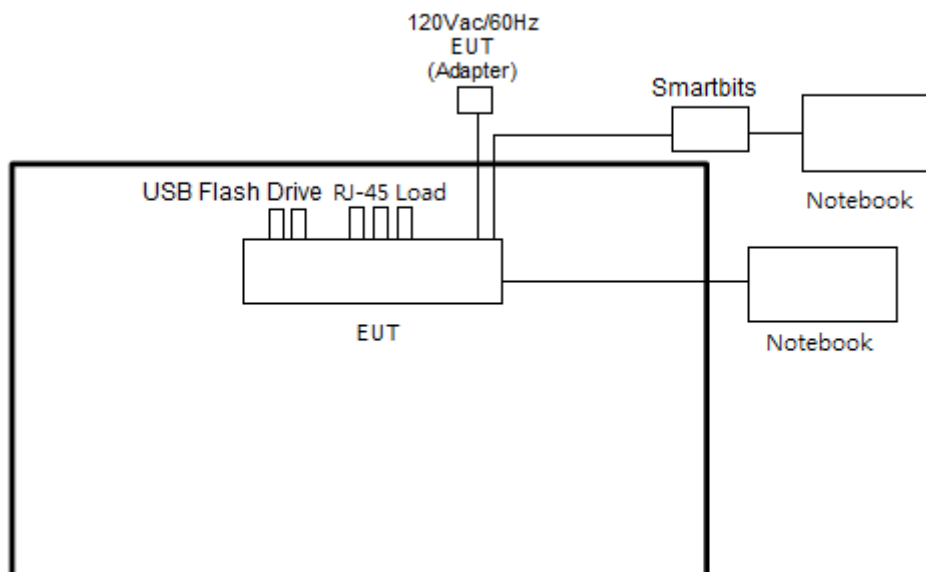 120Vac/60Hz
EUT
(Adapter)
Smartbits
Notebook
USB Flash Drive RJ-45 Load
EUT
Notebook